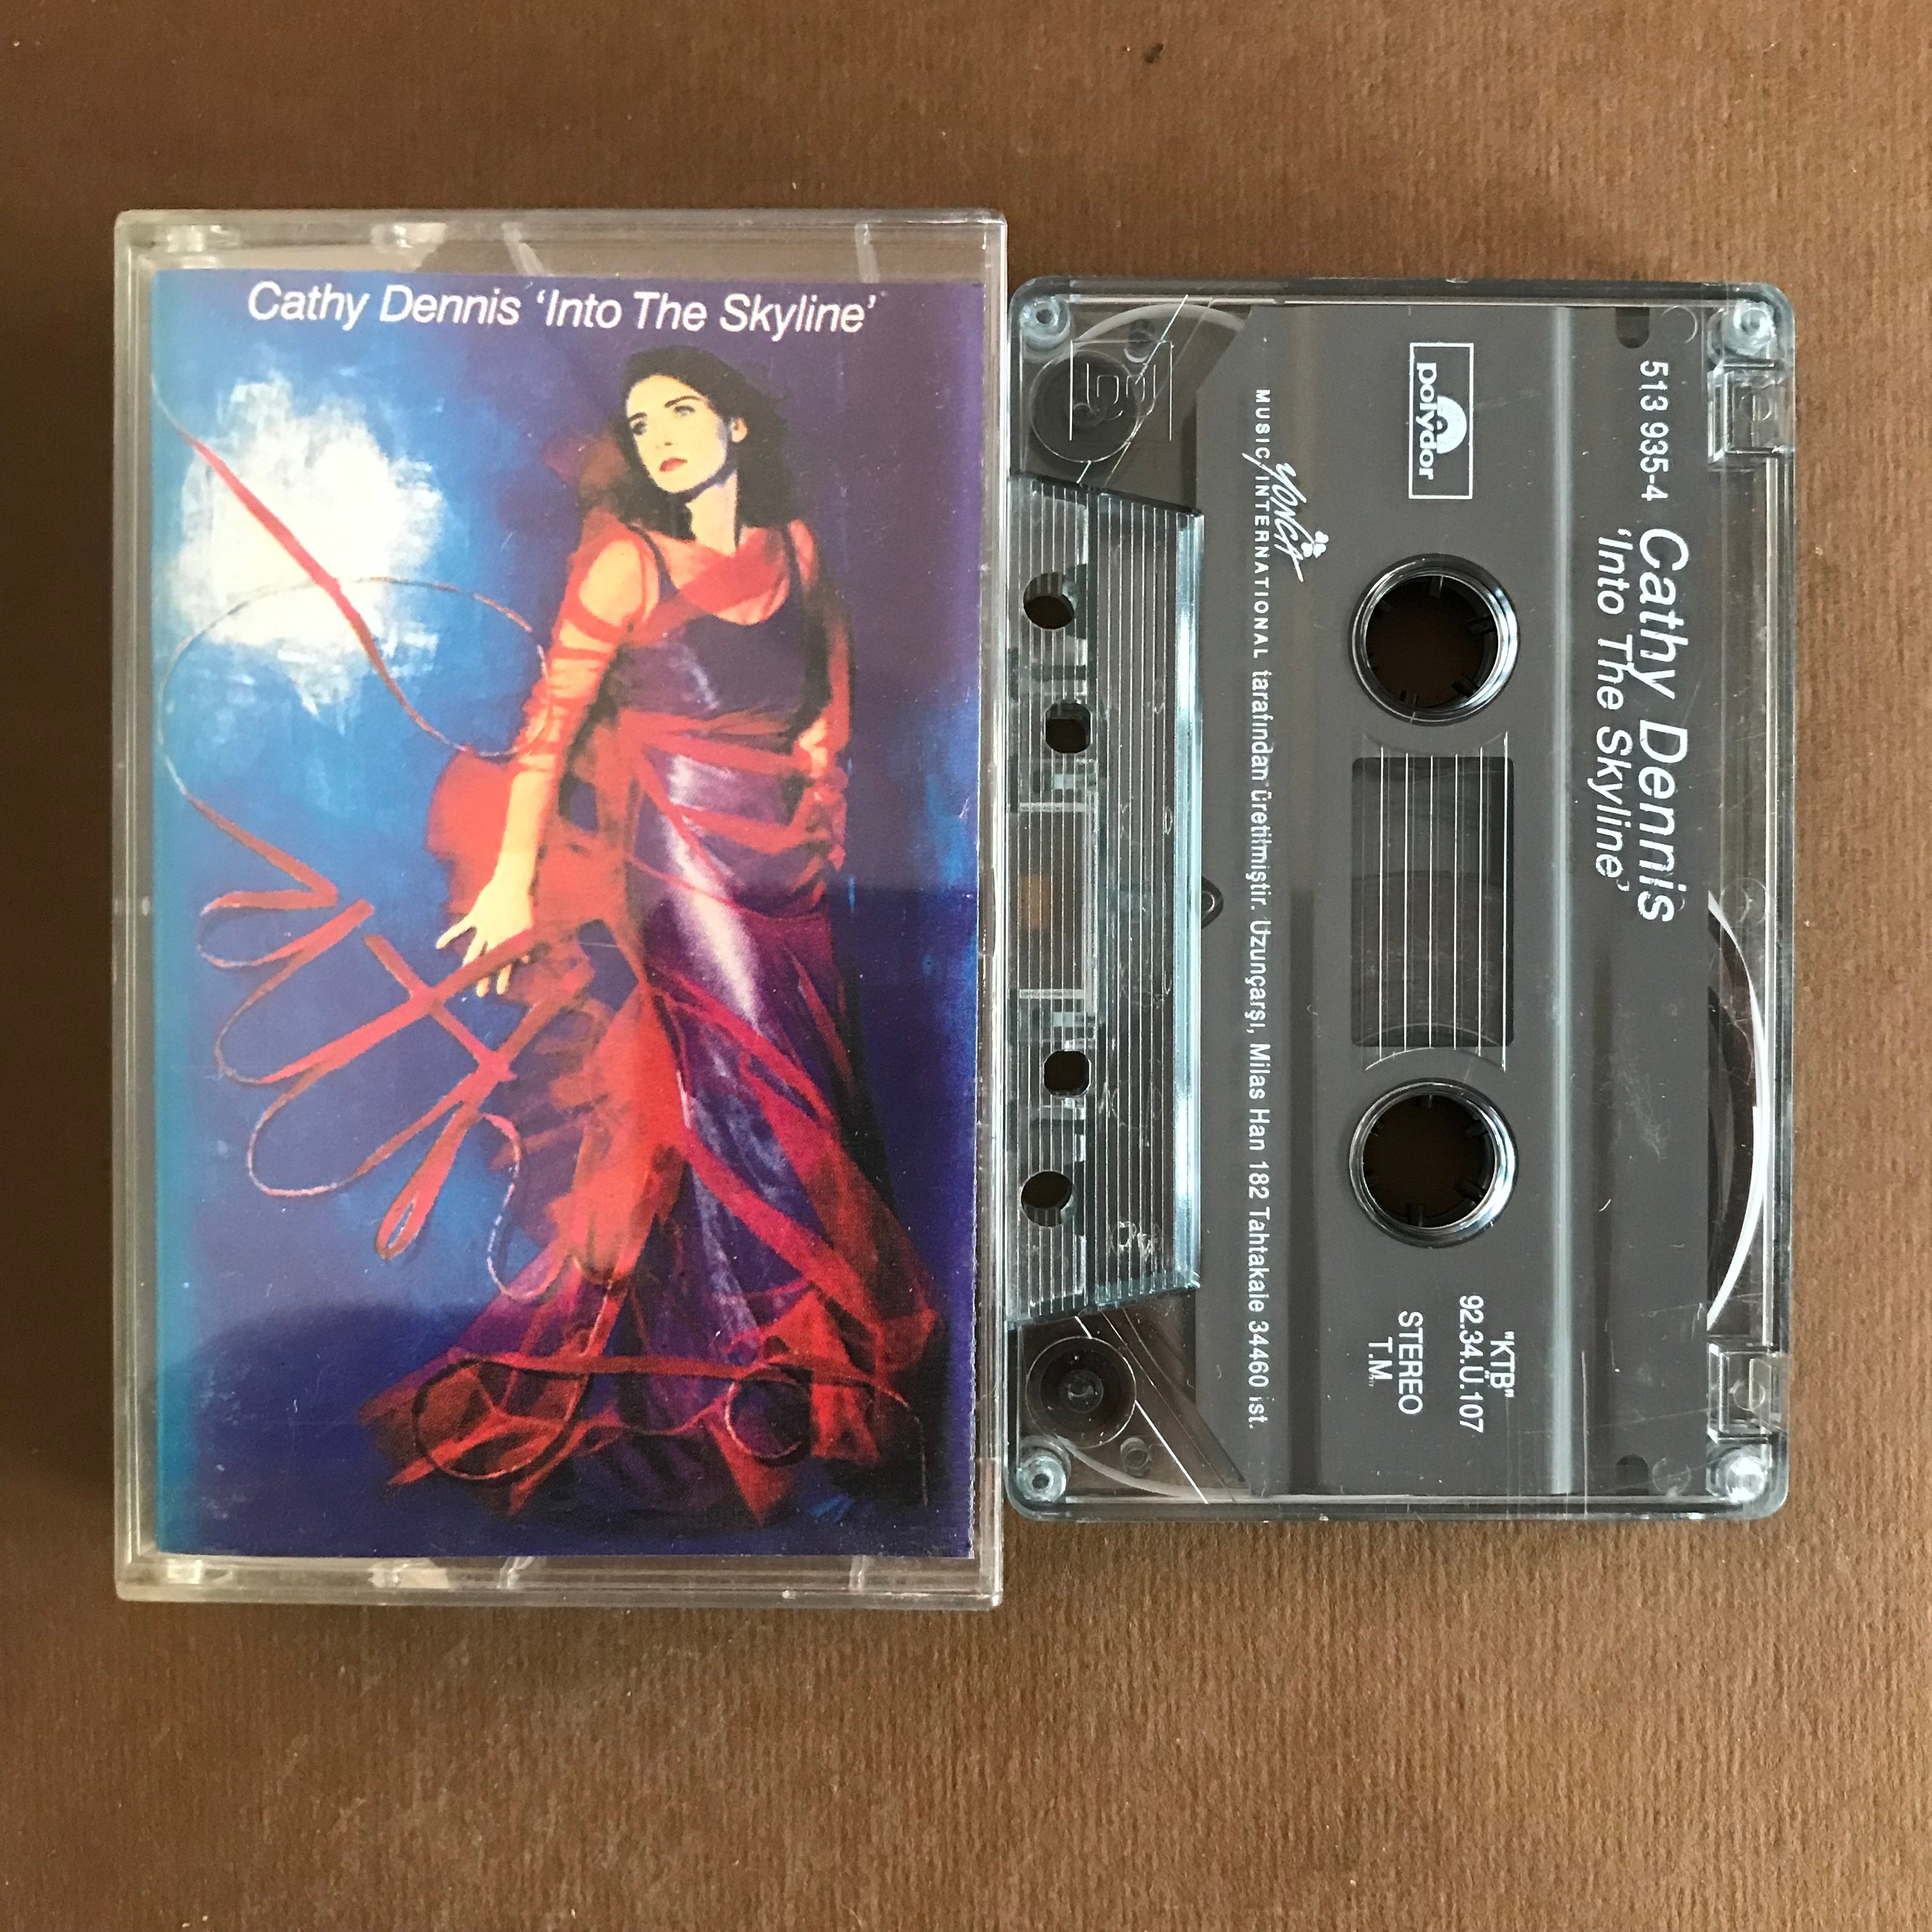 Cathy Dennis 'Into The Skyline'
513 935-4 Cathy Dennis
'Into The Skyline'
polydor
"KTB"
92.34.Ü.107
STEREO
T.M.
YONCA
MUSIC INTERNATIONAL tarafından üretilmiştir. Uzunçarşı, Milas Han 182 Tahtakale 34460 ist.